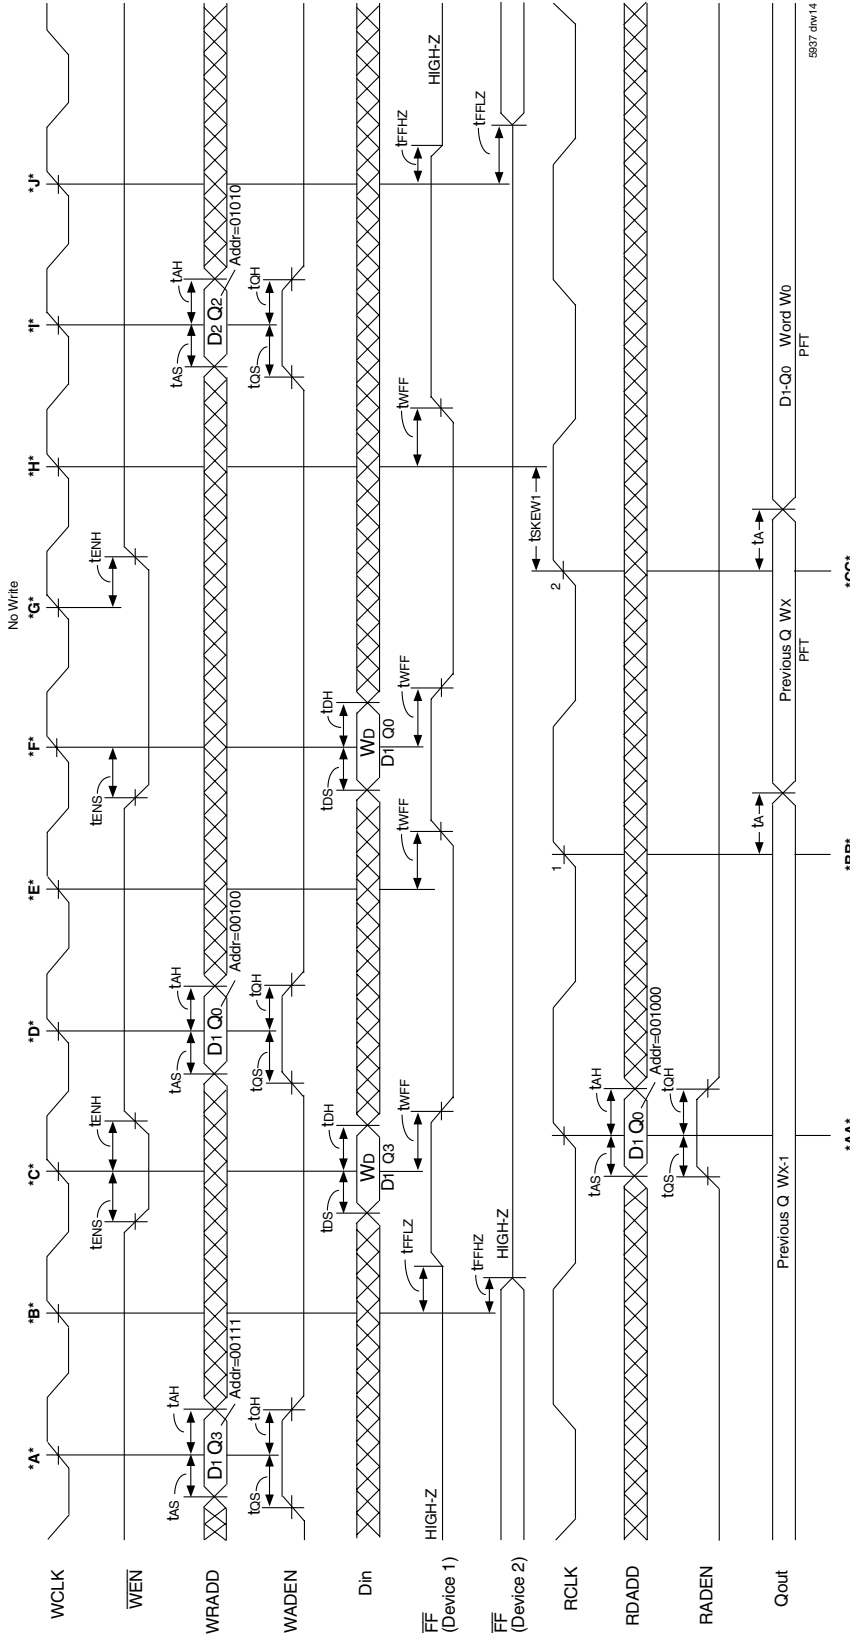 No Write
*A*
*B*
*C*
*D*
*E*
*F*
*G*
*H*
*I*
*J*
WCLK
tENS
tENH
tENS
tENH
WEN
tAS
tAH
tAS
tAH
tAS
tAH
WRADD
D1 Q3
D1 Q0
D2 Q2
Addr=00111
Addr=00100
Addr=01010
tQS
tQH
tQS
tQH
tQS
tQH
WADEN
tDS
tDH
tDS
tDH
Din
WD
D1 Q3
WD
D1 Q0
tFFLZ
tWFF
tWFF
tWFF
tWFF
tFFHZ
FF
(Device 1)
HIGH-Z
HIGH-Z
tFFHZ
tFFLZ
FF
(Device 2)
HIGH-Z
tSKEW1
RCLK
1
2
tAS
tAH
RDADD
D1 Q0
Addr=001000
tQS
tQH
RADEN
tA
tA
Qout
Previous Q WX-1
Previous Q WX
PFT
D1-Q0 Word W0
PFT
*AA*
*BB*
*CC*
5937 drw14